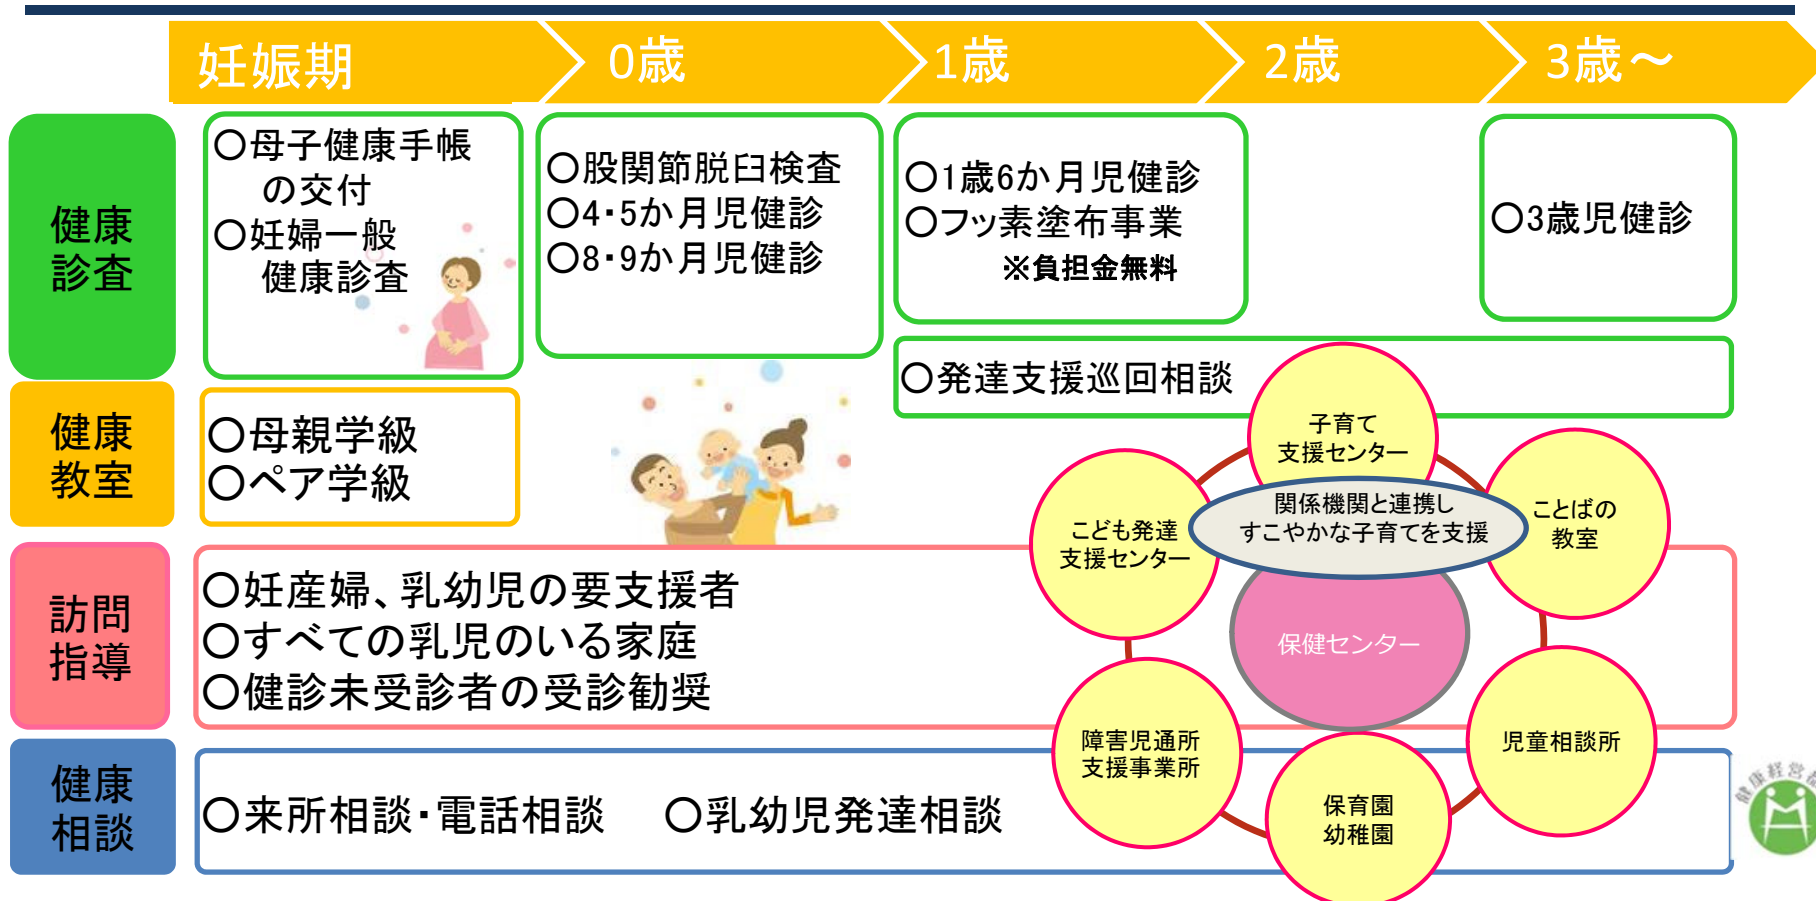 妊娠期
0歳
1歳
2歳
3歳～
健康
診査
○母子健康手帳
の交付
○妊婦一般
健康診査
○股関節脱臼検査
○4･5か月児健診
○8･9か月児健診
○1歳6か月児健診
○フッ素塗布事業
※負担金無料
○3歳児健診
○発達支援巡回相談
健康
教室
○母親学級
○ペア学級
訪問
指導
○妊産婦、乳幼児の要支援者
○すべての乳児のいる家庭
○健診未受診者の受診勧奨
健康
相談
○来所相談･電話相談
○乳幼児発達相談
子育て
支援センター
関係機関と連携し
すこやかな子育てを支援
こども発達
支援センター
ことばの
教室
保健センター
障害児通所
支援事業所
児童相談所
保育園
幼稚園
健康経営